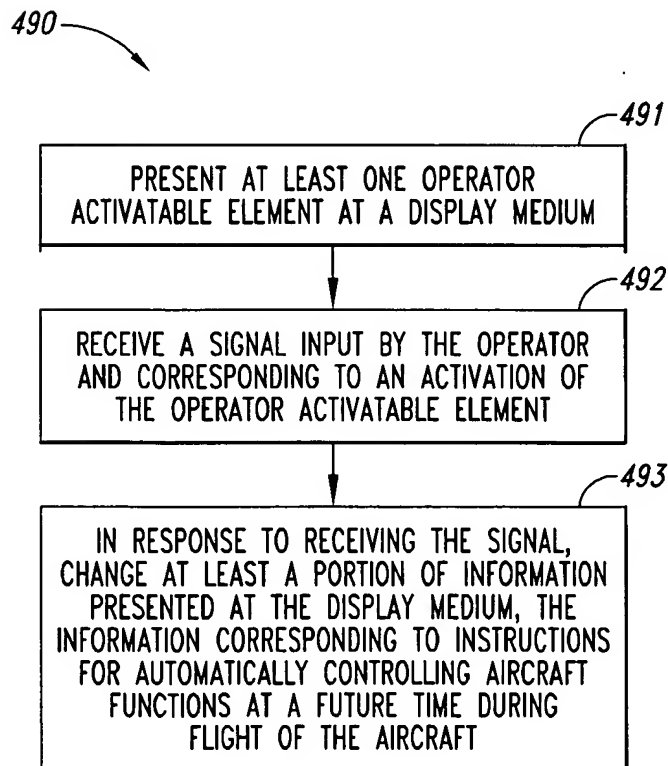 490
491
PRESENT AT LEAST ONE OPERATOR
ACTIVATABLE ELEMENT AT A DISPLAY MEDIUM
492
RECEIVE A SIGNAL INPUT BY THE OPERATOR
AND CORRESPONDING TO AN ACTIVATION OF
THE OPERATOR ACTIVATABLE ELEMENT
493
IN RESPONSE TO RECEIVING THE SIGNAL,
CHANGE AT LEAST A PORTION OF INFORMATION
PRESENTED AT THE DISPLAY MEDIUM, THE
INFORMATION CORRESPONDING TO INSTRUCTIONS
FOR AUTOMATICALLY CONTROLLING AIRCRAFT
FUNCTIONS AT A FUTURE TIME DURING
FLIGHT OF THE AIRCRAFT